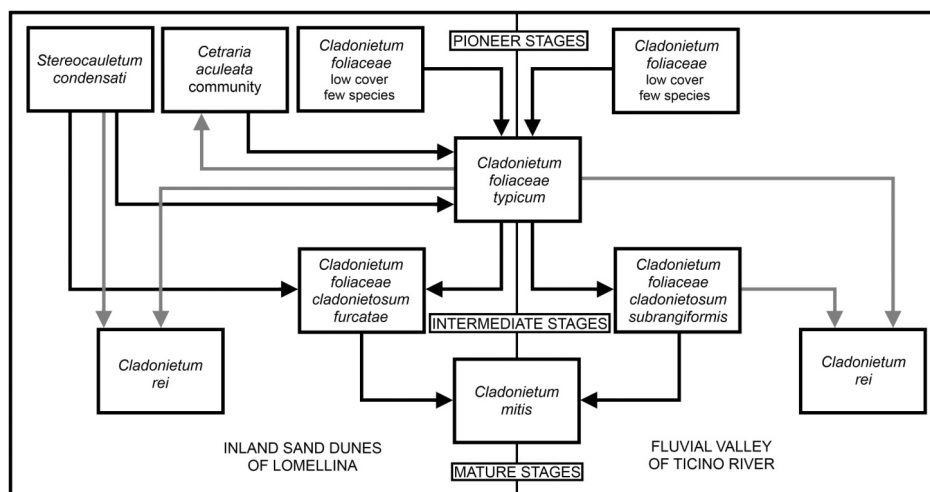 PIONEER STAGES
Stereocauletum
condensati
Cetraria
aculeata
community
Cladonietum
foliaceae
low cover
few species
Cladonietum
foliaceae
low cover
few species
Cladonietum
foliaceae
typicum
Cladonietum
foliaceae
cladonietosum
furcatae
Cladonietum
foliaceae
cladonietosum
subrangiformis
INTERMEDIATE STAGES
Cladonietum
rei
Cladonietum
mitis
Cladonietum
rei
INLAND SAND DUNES
OF LOMELLINA
FLUVIAL VALLEY
OF TICINO RIVER
MATURE STAGES